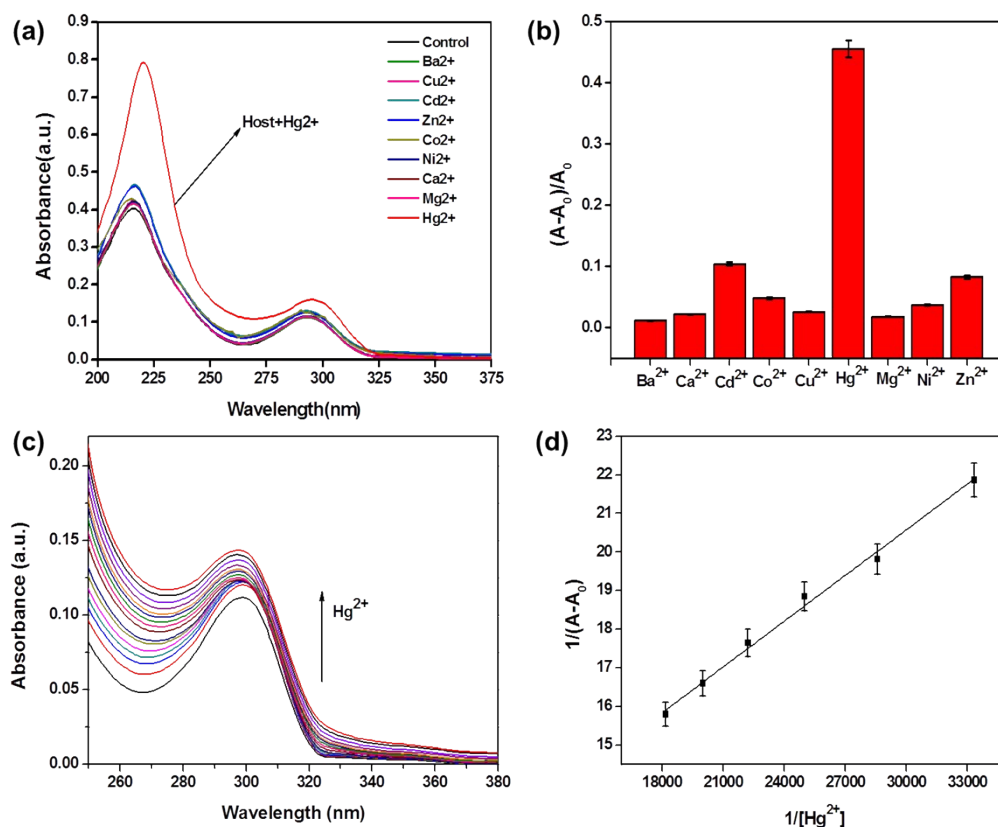 (a)
0.9
0.8
0.7
0.6
0.5
0.4
0.3
0.2
0.1
0.0
Absorbance(a.u.)
200 225 250 275 300 325 350 375
Wavelength(nm)
Host+Hg2+
Control
Ba2+
Cu2+
Cd2+
Zn2+
Co2+
Ni2+
Ca2+
Mg2+
Hg2+
(b)
0.5
0.4
0.3
0.2
0.1
0.0
(A-A₀)/A₀
Ba²⁺ Ca²⁺ Cd²⁺ Co²⁺ Cu²⁺ Hg²⁺ Mg²⁺ Ni²⁺ Zn²⁺
(c)
0.20
0.15
0.10
0.05
0.00
Absorbance (a.u.)
Hg²⁺
260 280 300 320 340 360 380
Wavelength (nm)
(d)
23
22
21
20
19
18
17
16
15
1/(A-A₀)
18000 21000 24000 27000 30000 33000
1/[Hg²⁺]